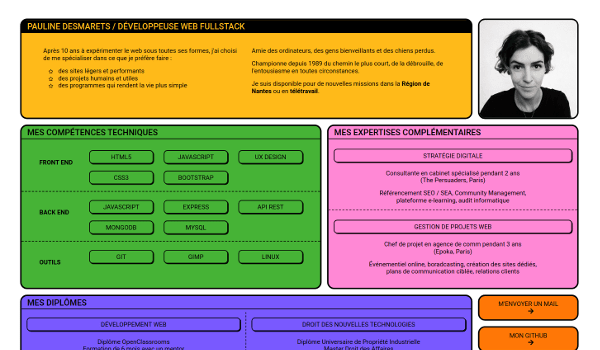 PAULINE DESMARETS / DÉVELOPPEUSE WEB FULLSTACK
Après 10 ans à expérimenter le web sous toutes ses formes, j'ai choisi
de me spécialiser dans ce que je préfère faire :
des sites légers et performants
des projets humains et utiles
des programmes qui rendent la vie plus simple
Amie des ordinateurs, des gens bienveillants et des chiens perdus.
Championne depuis 1989 du chemin le plus court, de la débrouille, de
l'entousiasme en toutes circonstances.
Je suis disponible pour de nouvelles missions dans la Région de
Nantes ou en télétravail.
MES COMPÉTENCES TECHNIQUES
FRONT END
HTML5
JAVASCRIPT
UX DESIGN
CSS3
BOOTSTRAP
BACK END
JAVASCRIPT
EXPRESS
API REST
MONGODB
MYSQL
OUTILS
GIT
GIMP
LINUX
MES EXPERTISES COMPLÉMENTAIRES
STRATÉGIE DIGITALE
Consultante en cabinet spécialisé pendant 2 ans
(The Persuaders, Paris)
Référencement SEO / SEA, Community Management,
plateforme e-learning, audit informatique
GESTION DE PROJETS WEB
Chef de projet en agence de comm pendant 3 ans
(Epoka, Paris)
Événementiel online, boradcasting, création des sites dédiés,
plans de communication ciblée, relations clients
MES DIPLÔMES
DÉVELOPPEMENT WEB
Diplôme OpenClassrooms
Formation de 6 mois avec un mentor
DROIT DES NOUVELLES TECHNOLOGIES
Diplôme Universitaire de Propriété Industrielle
Master Droit des Affaires
M'ENVOYER UN MAIL
→
MON GITHUB
→